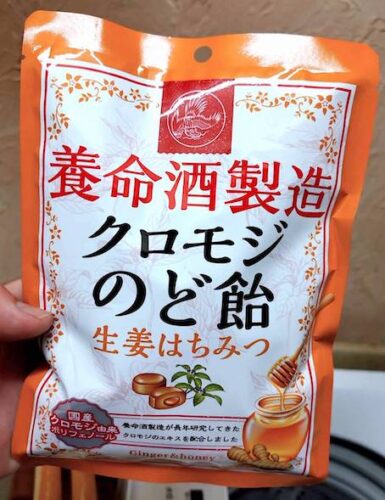 養命酒製造
クロモジ
のど飴
生姜はちみつ
国産
クロモジ由来
ポリフェノール
養命酒製造が長年研究してきた
クロモジのエキスを配合しました
Ginger&honey